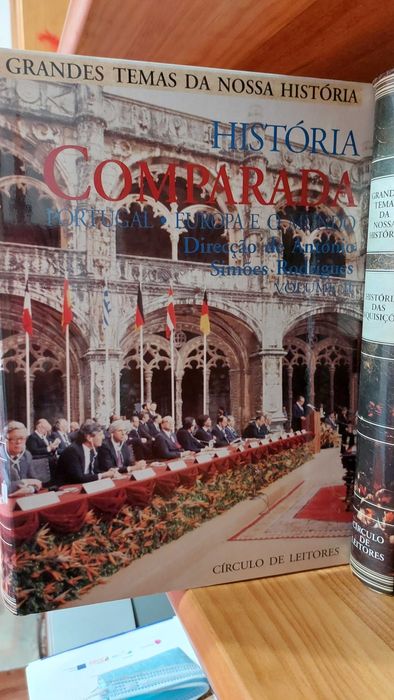 GRANDES TEMAS DA NOSSA HISTÓRIA
HISTÓRIA
COMPARADA
PORTUGAL • EUROPA E O MUNDO
Direcção de António
Simões Rodrigues
VOLUME II
CÍRCULO DE LEITORES
GRANDES
TEMAS
DA
NOSSA
HISTÓRIA
HISTÓRIA
DAS
INQUISIÇÕES
CÍRCULO
DE
LEITORES